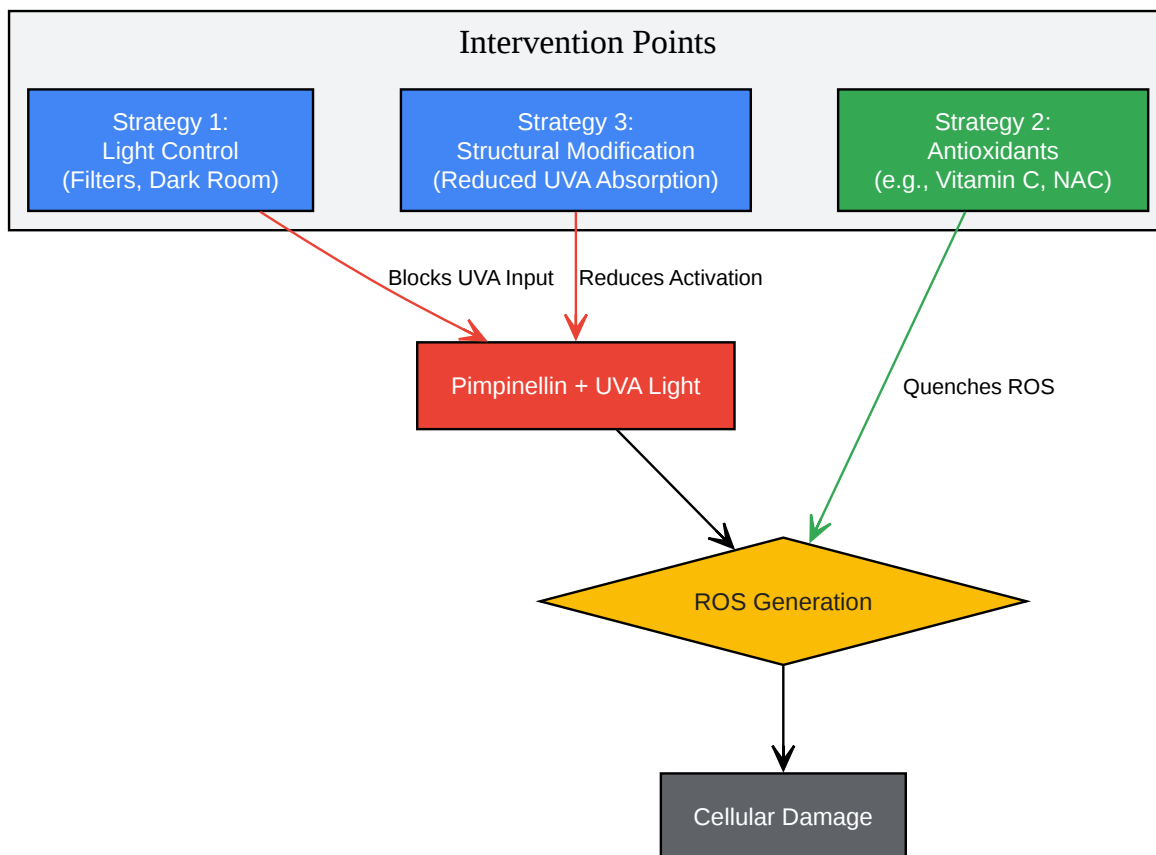 Intervention Points
Strategy 1:
Light Control
(Filters, Dark Room)
Strategy 3:
Structural Modification
(Reduced UVA Absorption)
Strategy 2:
Antioxidants
(e.g., Vitamin C, NAC)
Blocks UVA Input
Reduces Activation
Pimpinellin + UVA Light
Quenches ROS
ROS Generation
Cellular Damage